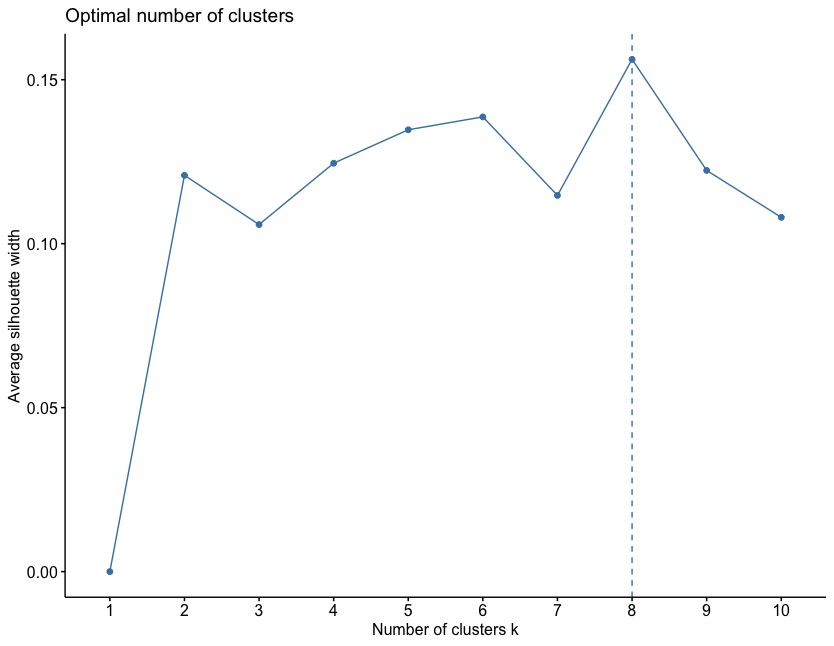 Optimal number of clusters
Average silhouette width
0.15
0.10
0.05
0.00
1 2 3 4 5 6 7 8 9 10
Number of clusters k